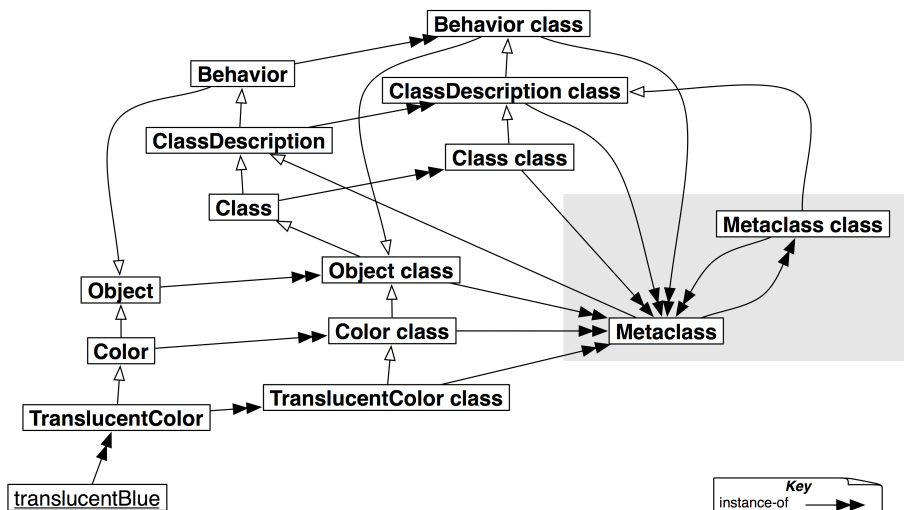 Behavior class
Behavior
ClassDescription class
ClassDescription
Class class
Class
Metaclass class
Object class
Object
Color class
Metaclass
Color
TranslucentColor class
TranslucentColor
translucentBlue
Key
instance-of